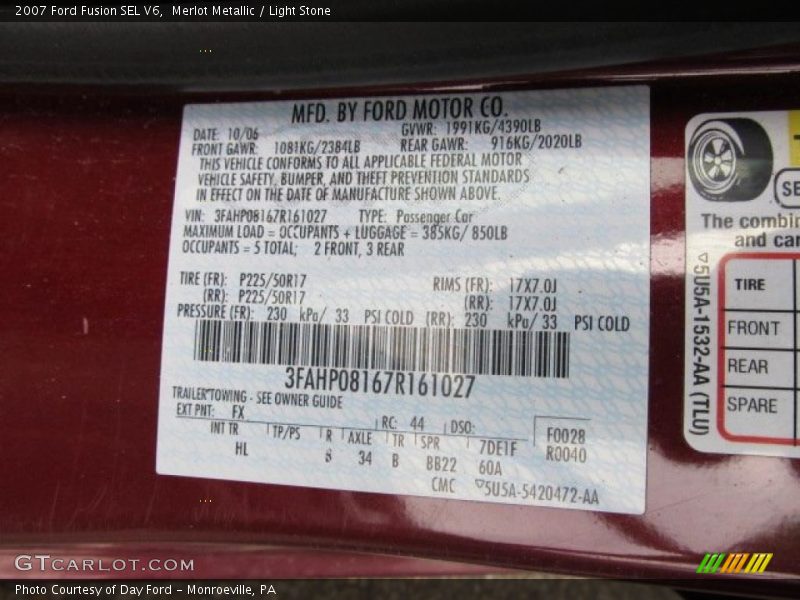 2007 Ford Fusion SEL V6,  Merlot Metallic / Light Stone
MFD. BY FORD MOTOR CO.
DATE: 10/06 GVWR: 1991KG/4390LB
FRONT GAWR: 1081KG/2384LB REAR GAWR: 916KG/2020LB
THIS VEHICLE CONFORMS TO ALL APPLICABLE FEDERAL MOTOR
VEHICLE SAFETY, BUMPER, AND THEFT PREVENTION STANDARDS
IN EFFECT ON THE DATE OF MANUFACTURE SHOWN ABOVE.
VIN: 3FAHP08167R161027 TYPE: Passenger Car
MAXIMUM LOAD = OCCUPANTS + LUGGAGE = 385KG/ 850LB
OCCUPANTS = 5 TOTAL; 2 FRONT, 3 REAR
TIRE (FR): P225/50R17 RIMS (FR): 17X7.0J
(RR): P225/50R17 (RR): 17X7.0J
PRESSURE (FR): 230 kPa/ 33 PSI COLD (RR): 230 kPa/ 33 PSI COLD
3FAHP08167R161027
TRAILER TOWING - SEE OWNER GUIDE
EXT PNT: FX RC: 44 DSO: F0028
INT TR TP/PS R AXLE TR SPR 7DE1F R0040
HL 8 34 B BB22 60A
CMC ▽5U5A-5420472-AA
SE
The combin
and car
▽5U5A-1532-AA (TLU)
TIRE
FRONT
REAR
SPARE
GTCARLOT.COM
Photo Courtesy of Day Ford – Monroeville, PA